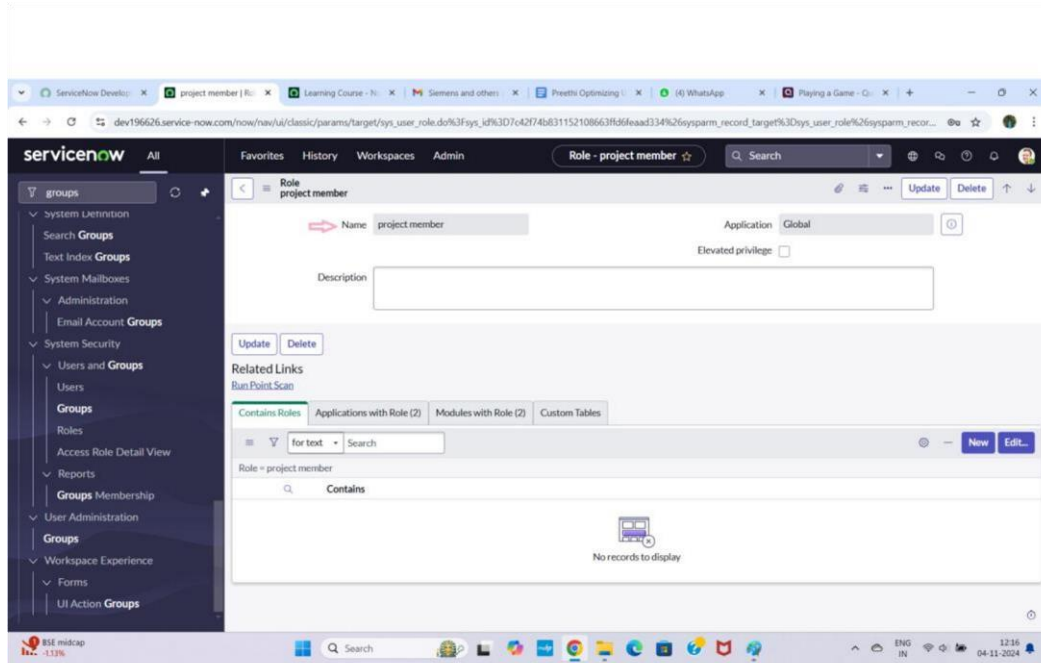 ServiceNow Develop
project member | Ro
Learning Course - N
Siemens and others
Preethi Optimizing U
(4) WhatsApp
Playing a Game - Q
dev196626.service-now.com/now/nav/ui/classic/params/target/sys_user_role.do%3Fsys_id%3D7c42f74b831152108663ffd6feaad334%26sysparm_record_target%3Dsys_user_role%26sysparm_recor...
servicenow All Favorites History Workspaces Admin Role - project member Search
groups
System Definition
Search Groups
Text Index Groups
System Mailboxes
Administration
Email Account Groups
System Security
Users and Groups
Users
Groups
Roles
Access Role Detail View
Reports
Groups Membership
User Administration
Groups
Workspace Experience
Forms
UI Action Groups
Role
project member
Update Delete
Name project member Application Global
Elevated privilege
Description
Update Delete
Related Links
Run Point Scan
Contains Roles Applications with Role (2) Modules with Role (2) Custom Tables
for text Search New Edit...
Role = project member
Contains
No records to display
1
BSE midcap
-1.13%
Search
ENG
IN
12:16
04-11-2024